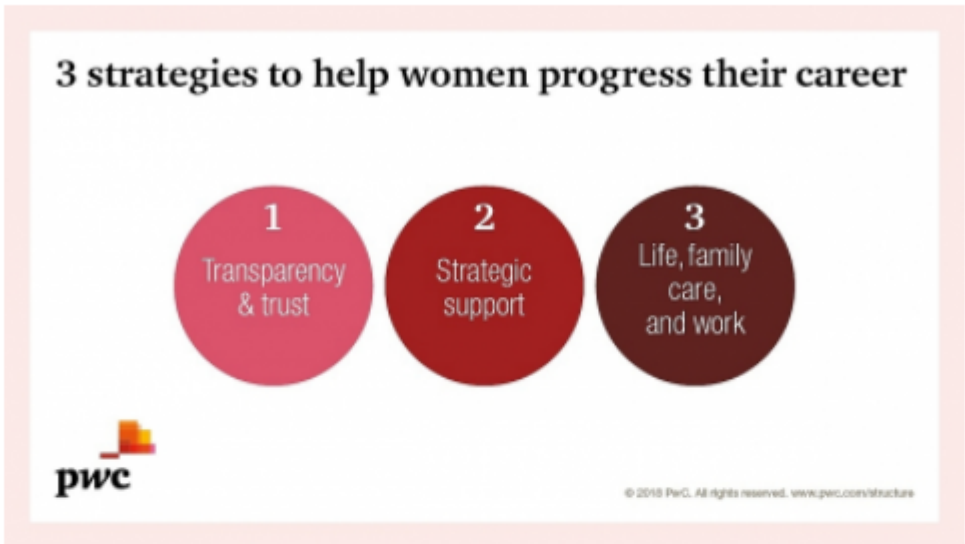 3 strategies to help women progress their career
1
Transparency
& trust
2
Strategic
support
3
Life, family
care,
and work
pwc
© 2018 PwC. All rights reserved. www.pwc.com/structure